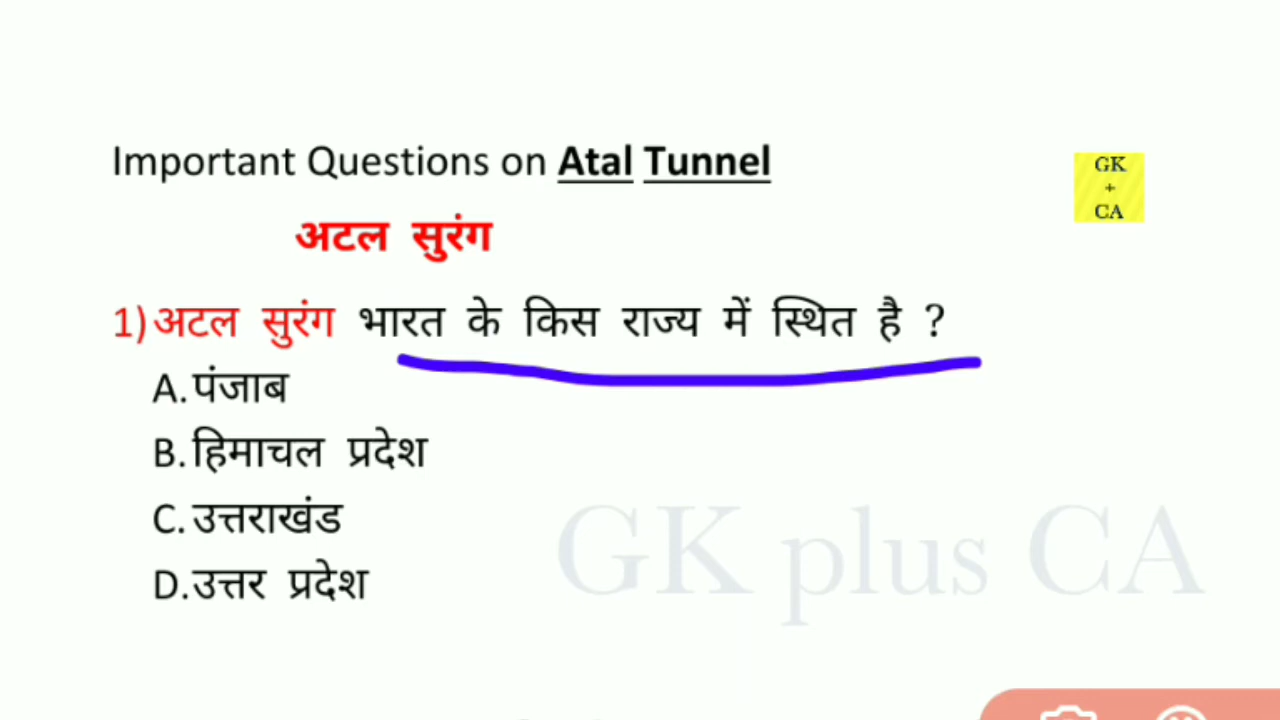 Important Questions on Atal Tunnel
GK
+
CA
अटल सुरंग
1) अटल सुरंग भारत के किस राज्य में स्थित है ?
A. पंजाब
B. हिमाचल प्रदेश
C. उत्तराखंड
D. उत्तर प्रदेश
GK plus CA